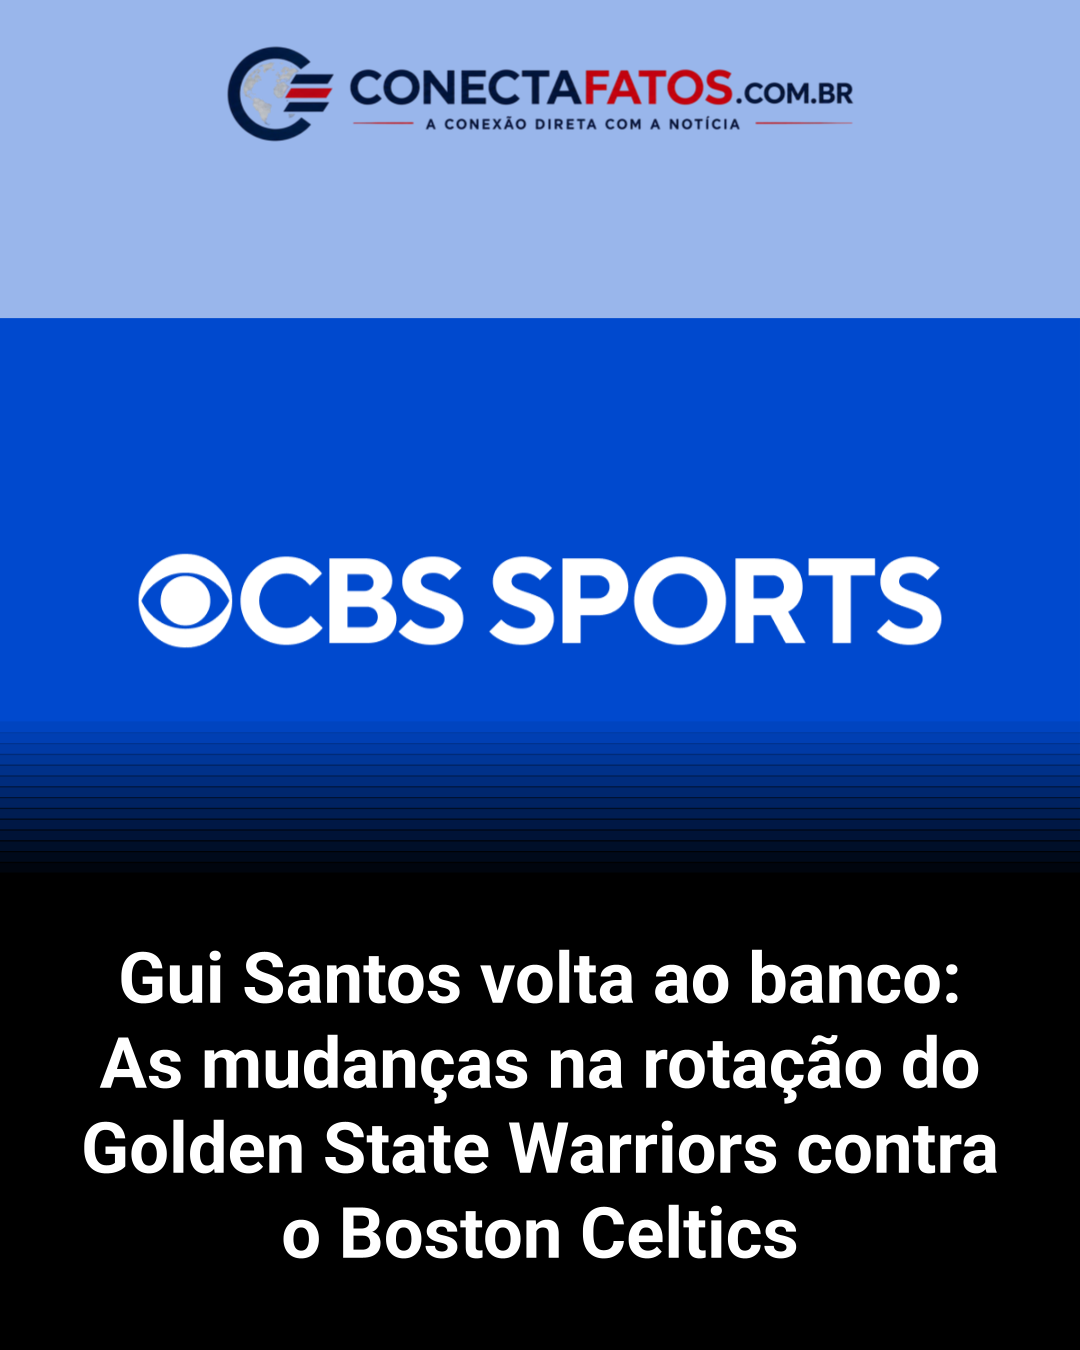 CONECTAFATOS.COM.BR
A CONEXÃO DIRETA COM A NOTÍCIA
CBS SPORTS
Gui Santos volta ao banco:
As mudanças na rotação do
Golden State Warriors contra
o Boston Celtics